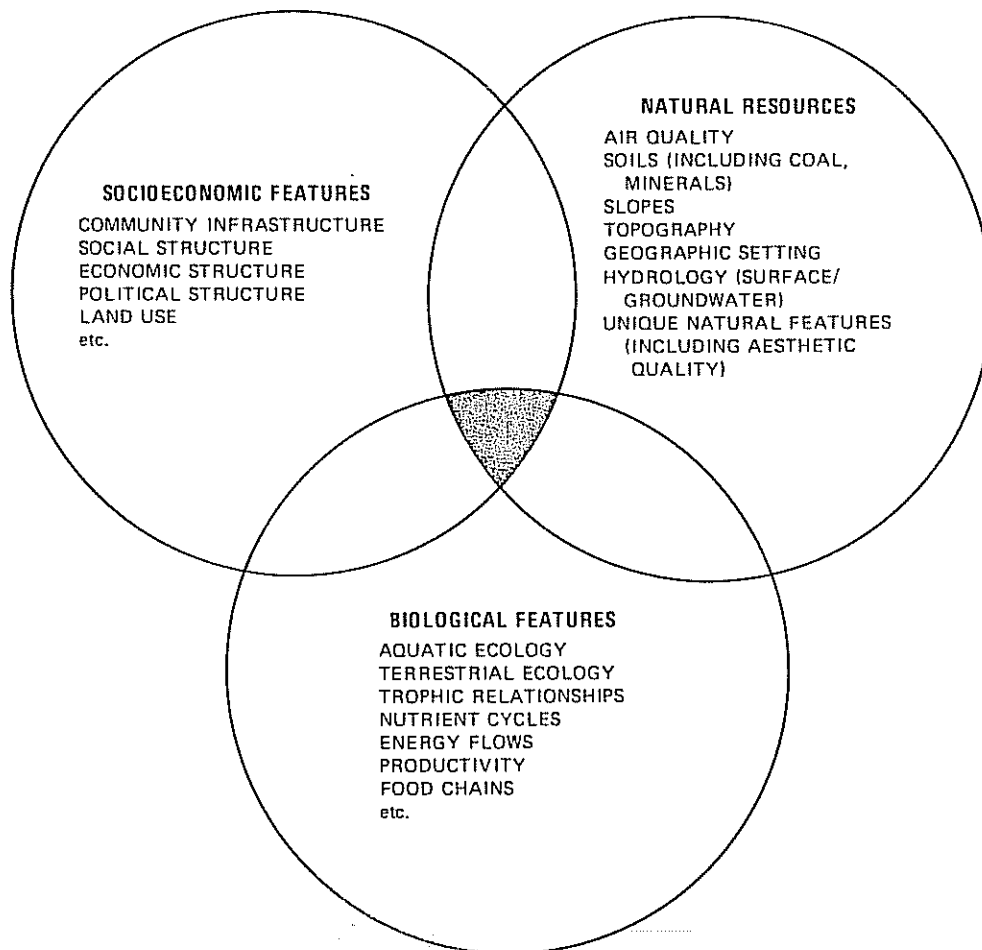 SOCIOECONOMIC FEATURES
COMMUNITY INFRASTRUCTURE
SOCIAL STRUCTURE
ECONOMIC STRUCTURE
POLITICAL STRUCTURE
LAND USE
etc.
NATURAL RESOURCES
AIR QUALITY
SOILS (INCLUDING COAL,
MINERALS)
SLOPES
TOPOGRAPHY
GEOGRAPHIC SETTING
HYDROLOGY (SURFACE/
GROUNDWATER)
UNIQUE NATURAL FEATURES
(INCLUDING AESTHETIC
QUALITY)
BIOLOGICAL FEATURES
AQUATIC ECOLOGY
TERRESTRIAL ECOLOGY
TROPHIC RELATIONSHIPS
NUTRIENT CYCLES
ENERGY FLOWS
PRODUCTIVITY
FOOD CHAINS
etc.